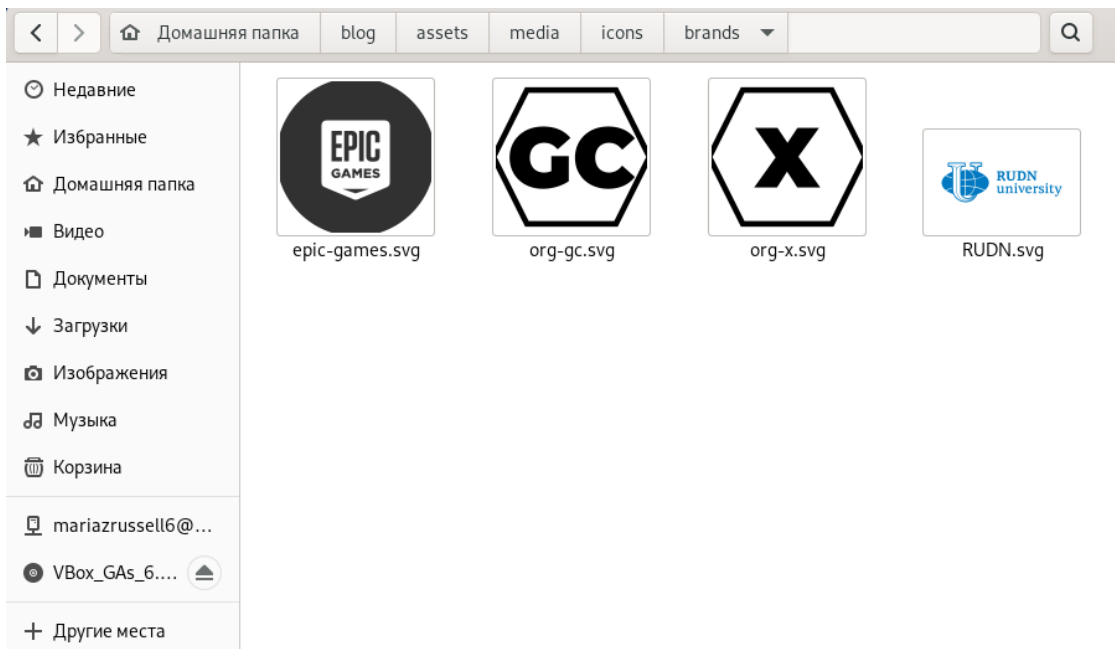 Домашняя папка blog assets media icons brands
Недавние
Избранные
Домашняя папка
Видео
Документы
Загрузки
Изображения
Музыка
Корзина
mariazrussell6@...
VBox_GAs_6....
Другие места
EPIC
GAMES
epic-games.svg
GC
org-gc.svg
X
org-x.svg
RUDN
university
RUDN.svg